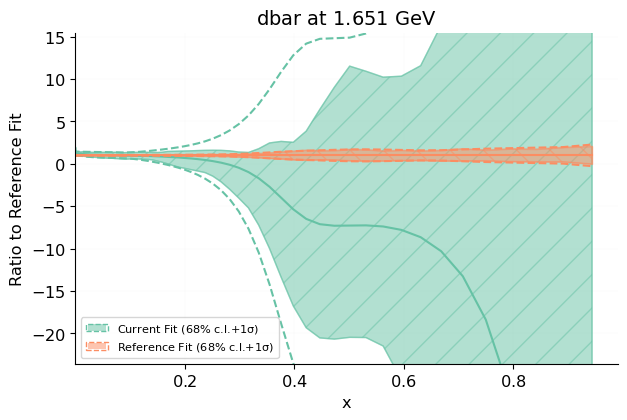 dbar at 1.651 GeV
Ratio to Reference Fit
15
10
5
0
−5
−10
−15
−20
Current Fit (68% c.l.+1σ)
Reference Fit (68% c.l.+1σ)
0.2
0.4
0.6
0.8
x